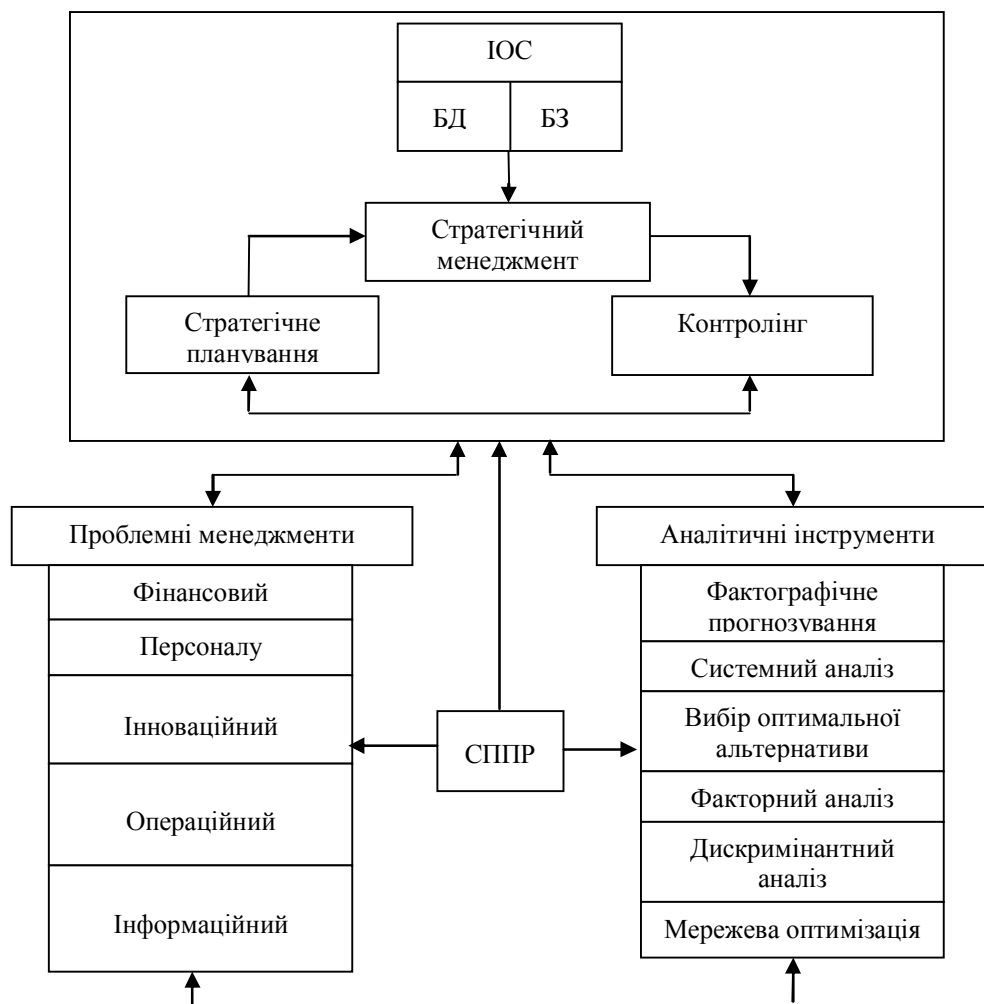 ІОС
БД
БЗ
Стратегічний
менеджмент
Стратегічне
планування
Контролінг
Проблемні менеджменти
Фінансовий
Персоналу
Інноваційний
Операційний
Інформаційний
СППР
Аналітичні інструменти
Фактографічне
прогнозування
Системний аналіз
Вибір оптимальної
альтернативи
Факторний аналіз
Дискримінантний
аналіз
Мережева оптимізація